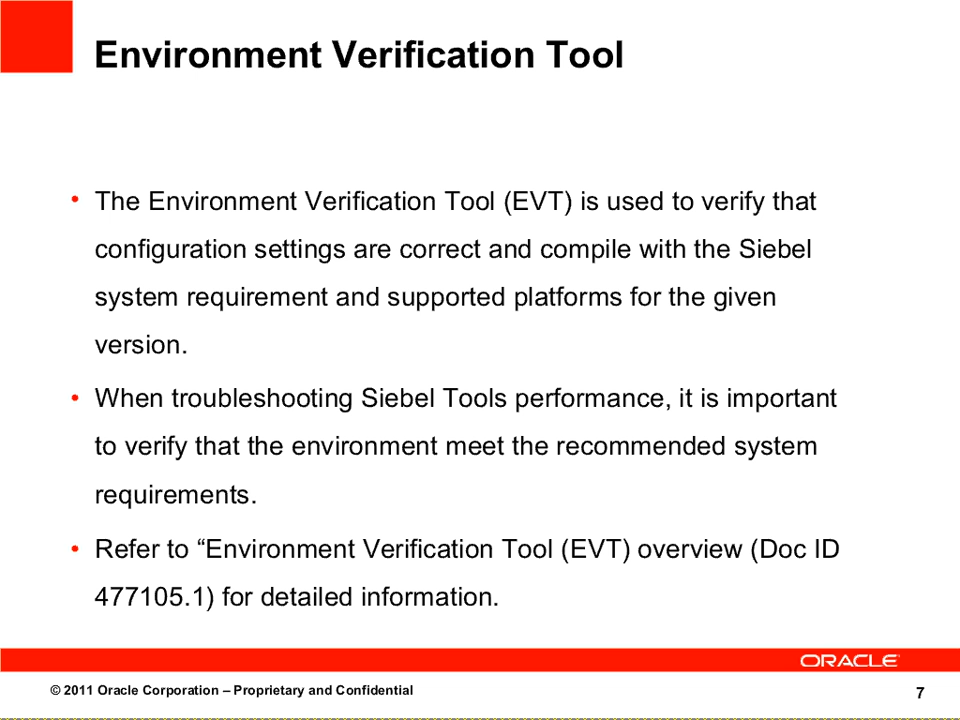 Environment Verification Tool
• The Environment Verification Tool (EVT) is used to verify that
configuration settings are correct and compile with the Siebel
system requirement and supported platforms for the given
version.
• When troubleshooting Siebel Tools performance, it is important
to verify that the environment meet the recommended system
requirements.
• Refer to “Environment Verification Tool (EVT) overview (Doc ID
477105.1) for detailed information.
ORACLE
© 2011 Oracle Corporation – Proprietary and Confidential
7